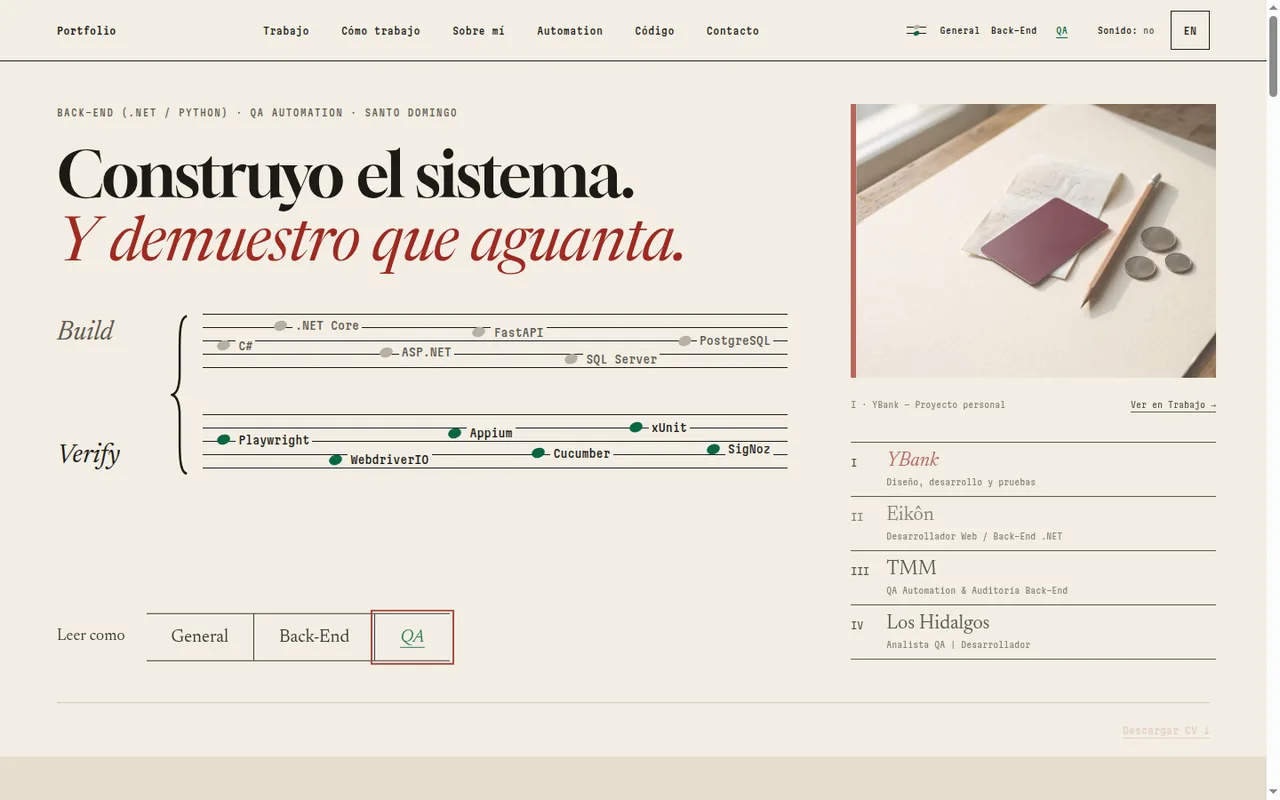 Portfolio
Trabajo
Cómo trabajo
Sobre mí
Automation
Código
Contacto
General
Back-End
QA
Sonido: no
EN
BACK-END (.NET / PYTHON) · QA AUTOMATION · SANTO DOMINGO
Construyo el sistema.
Y demuestro que aguanta.
Build
.NET Core
FastAPI
C#
PostgreSQL
ASP.NET
SQL Server
Verify
Playwright
Appium
xUnit
WebdriverIO
Cucumber
SigNoz
Leer como
General
Back-End
QA
I · YBank — Proyecto personal
Ver en Trabajo →
I
YBank
Diseño, desarrollo y pruebas
II
Eikôn
Desarrollador Web / Back-End .NET
III
TMM
QA Automation & Auditoría Back-End
IV
Los Hidalgos
Analista QA | Desarrollador
Descargar CV ↓